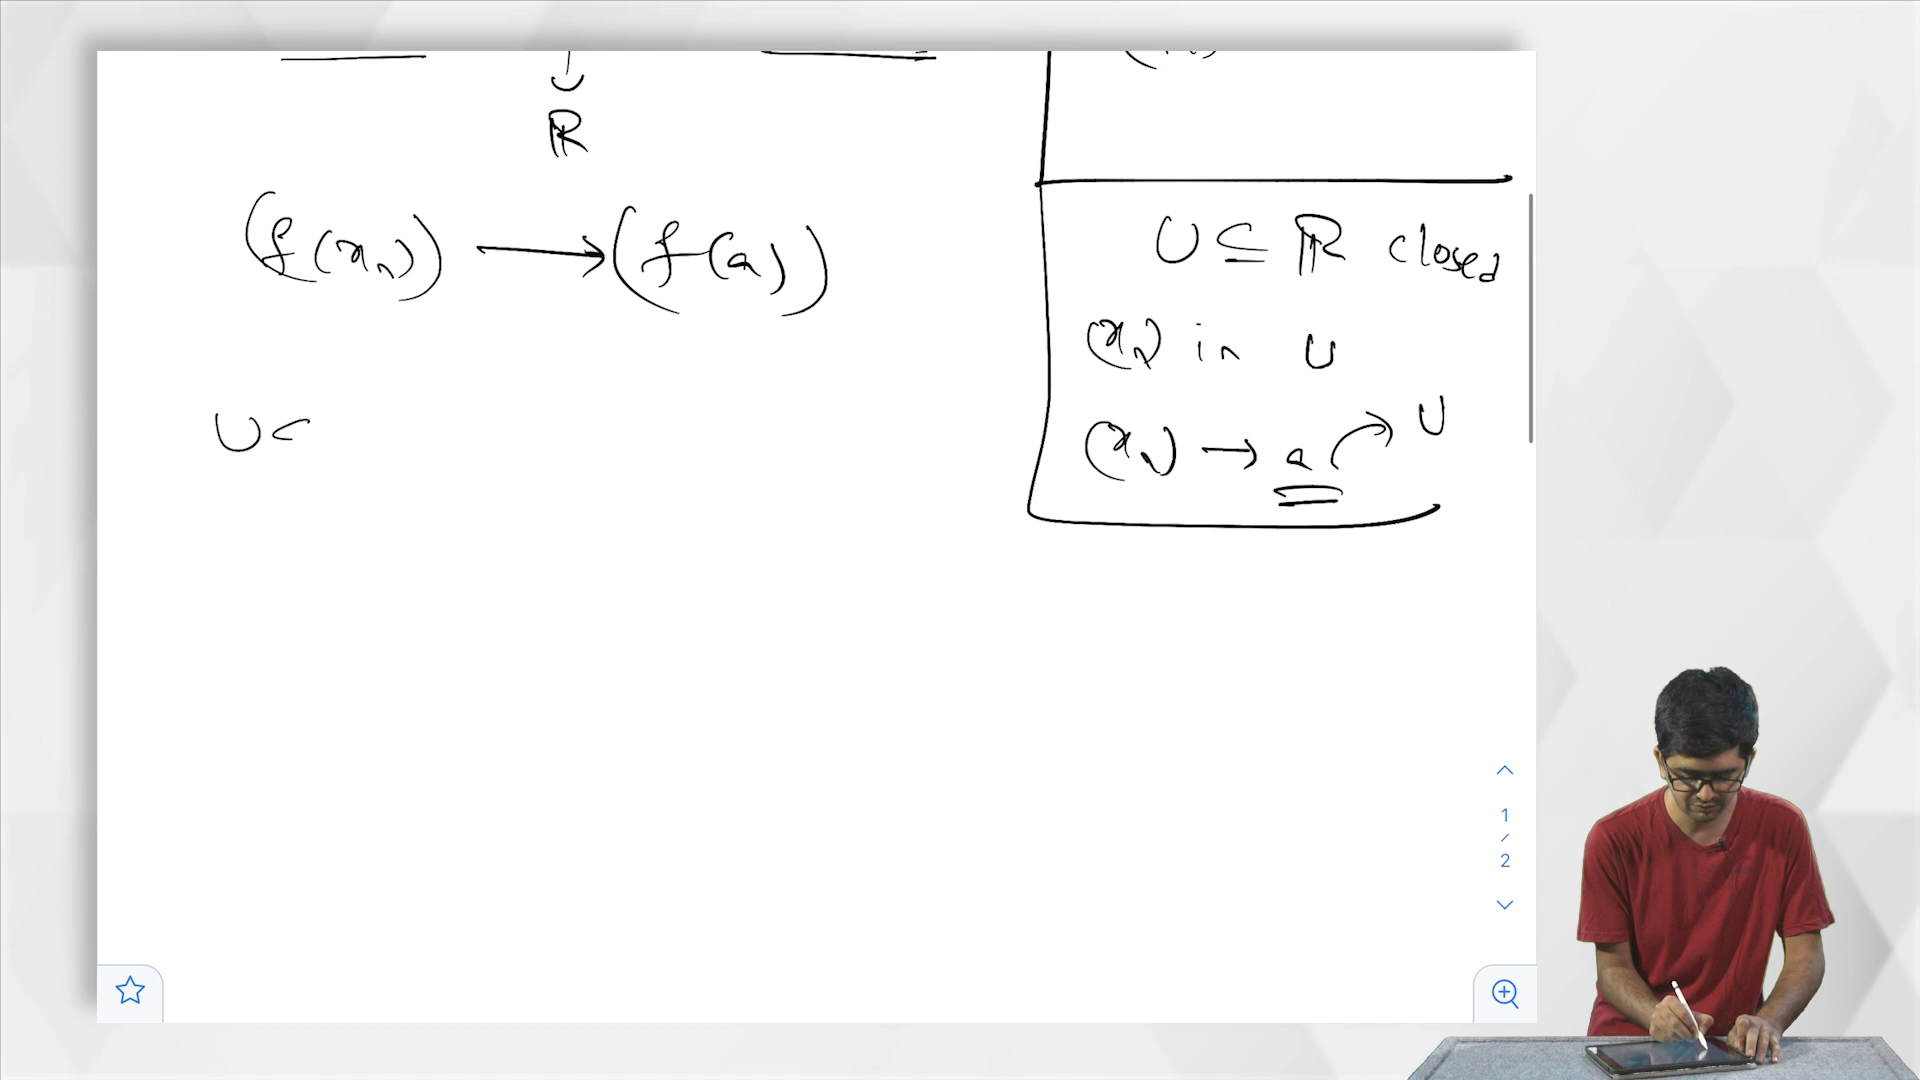 ℝ
(f(xₙ)) ⟶ (f(a))
U ⊂
U ⊆ ℝ closed
(xₙ) in U
(xₙ) → a U
1
/
2